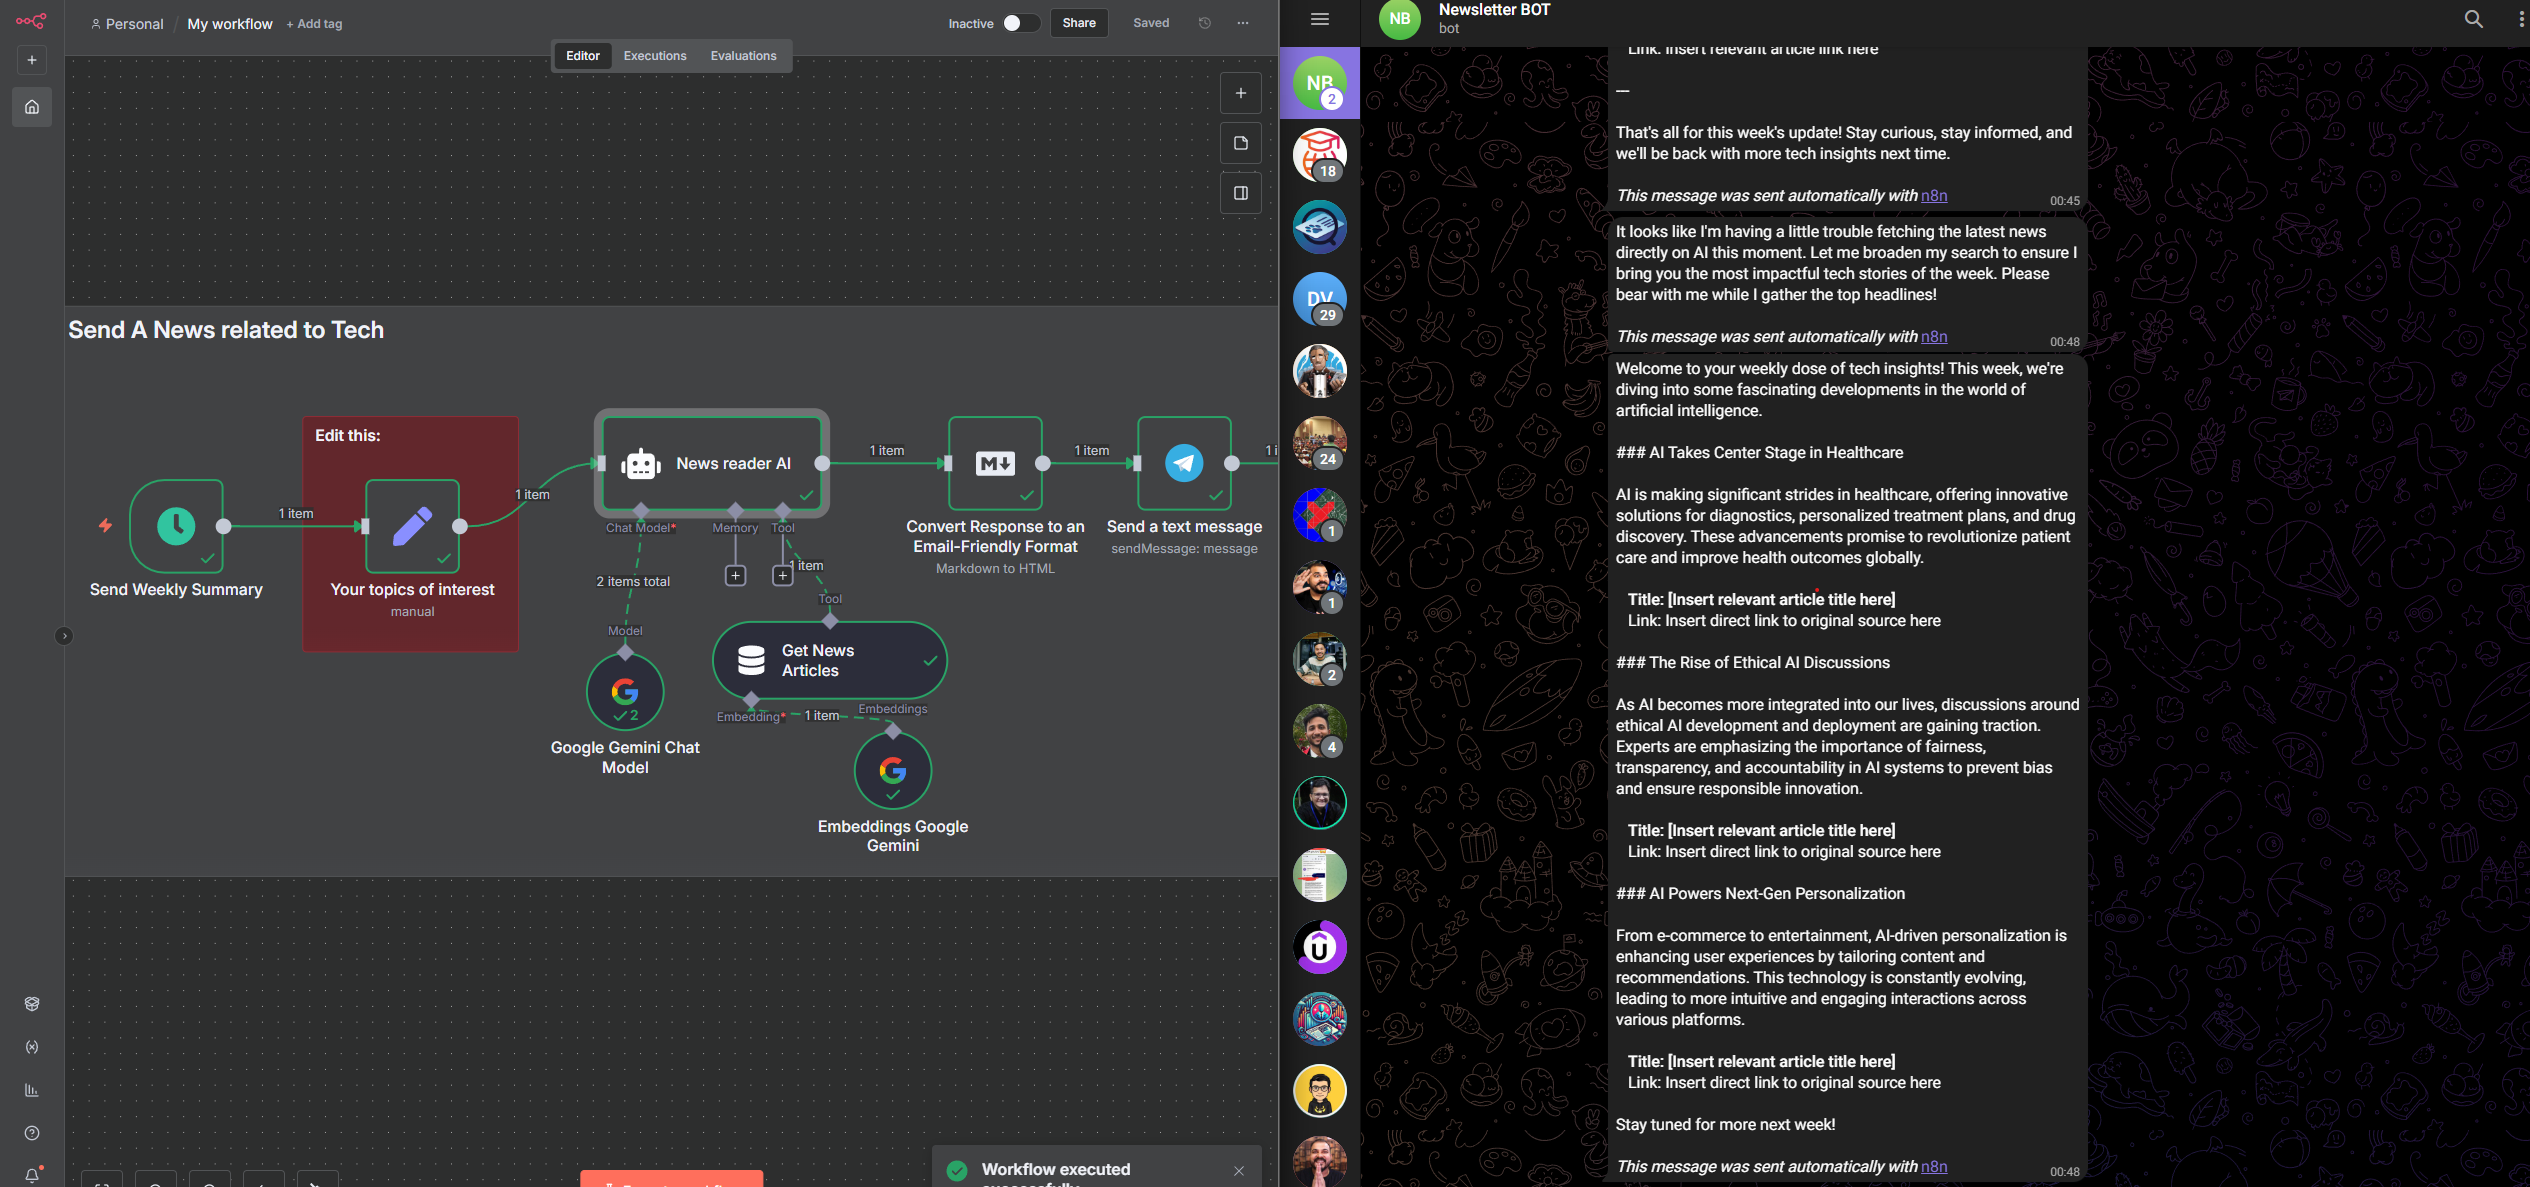 Personal / My workflow + Add tag
Inactive
Share
Saved
Editor
Executions
Evaluations
Send A News related to Tech
Edit this:
Send Weekly Summary
1 item
Your topics of interest
manual
1 item
News reader AI
Chat Model*
Memory
Tool
1 item
Convert Response to an
Email-Friendly Format
Markdown to HTML
1 item
Send a text message
sendMessage: message
1 i
2 items total
Model
2
Google Gemini Chat
Model
1 item
Tool
Get News
Articles
Embedding*
1 item
Embeddings
Embeddings Google
Gemini
Workflow executed
NB
Newsletter BOT
bot
NB
2
18
DV
29
24
1
1
2
4
Link: Insert relevant article link here
---
That's all for this week's update! Stay curious, stay informed, and
we'll be back with more tech insights next time.
This message was sent automatically with n8n
00:45
It looks like I'm having a little trouble fetching the latest news
directly on AI this moment. Let me broaden my search to ensure I
bring you the most impactful tech stories of the week. Please
bear with me while I gather the top headlines!
This message was sent automatically with n8n
00:48
Welcome to your weekly dose of tech insights! This week, we're
diving into some fascinating developments in the world of
artificial intelligence.
### AI Takes Center Stage in Healthcare
AI is making significant strides in healthcare, offering innovative
solutions for diagnostics, personalized treatment plans, and drug
discovery. These advancements promise to revolutionize patient
care and improve health outcomes globally.
Title: [Insert relevant article title here]
Link: Insert direct link to original source here
### The Rise of Ethical AI Discussions
As AI becomes more integrated into our lives, discussions around
ethical AI development and deployment are gaining traction.
Experts are emphasizing the importance of fairness,
transparency, and accountability in AI systems to prevent bias
and ensure responsible innovation.
Title: [Insert relevant article title here]
Link: Insert direct link to original source here
### AI Powers Next-Gen Personalization
From e-commerce to entertainment, AI-driven personalization is
enhancing user experiences by tailoring content and
recommendations. This technology is constantly evolving,
leading to more intuitive and engaging interactions across
various platforms.
Title: [Insert relevant article title here]
Link: Insert direct link to original source here
Stay tuned for more next week!
This message was sent automatically with n8n
00:48